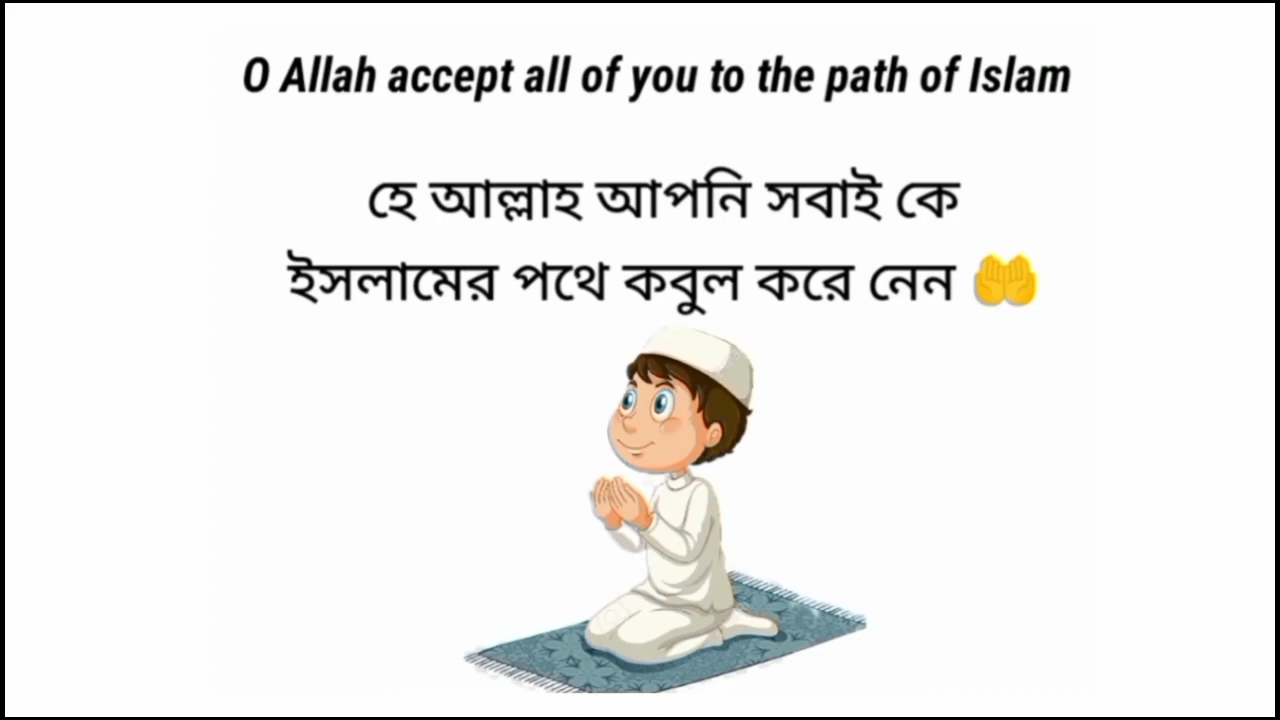 O Allah accept all of you to the path of Islam
হে আল্লাহ আপনি সবাই কে
ইসলামের পথে কবুল করে নেন 🤲